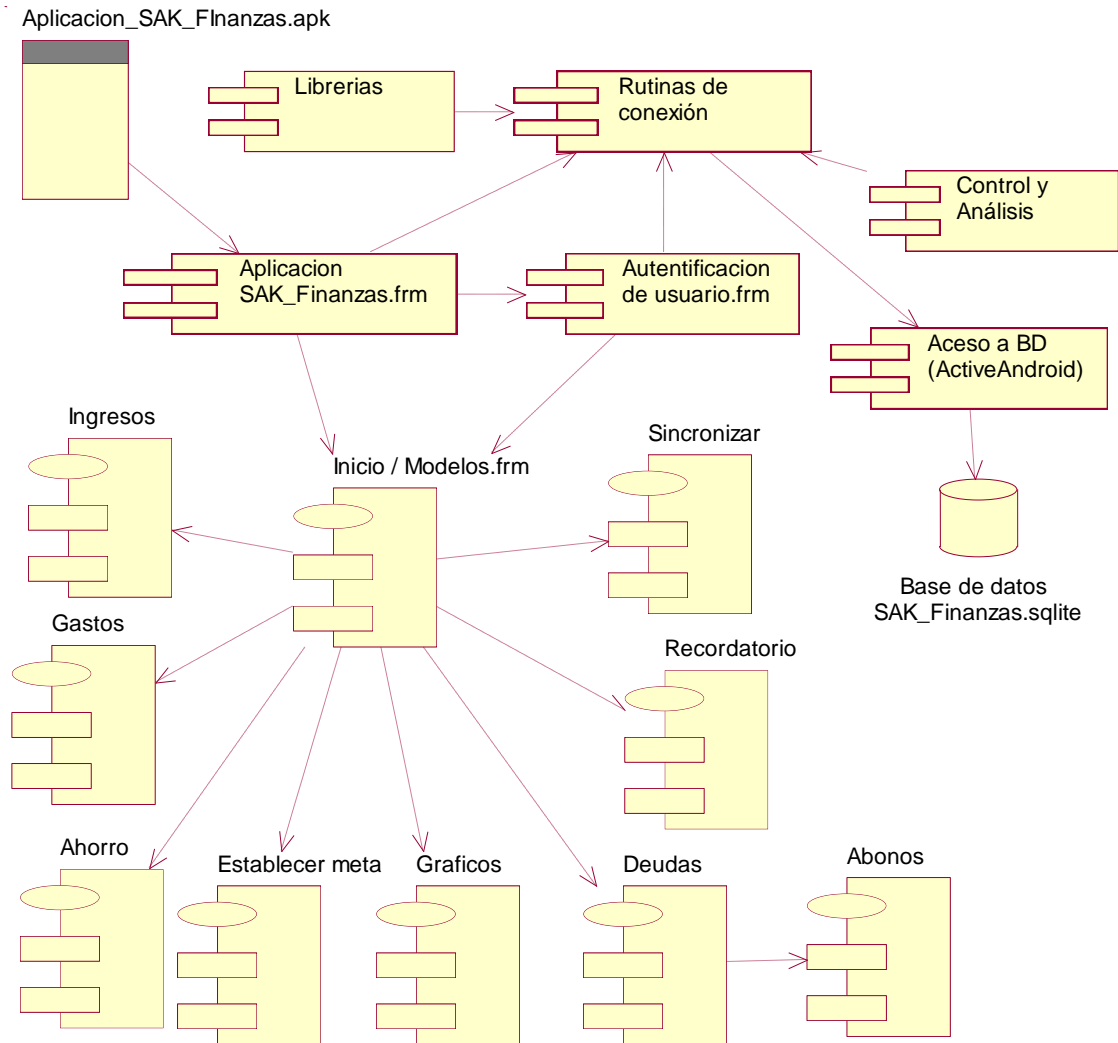 Aplicacion_SAK_FInanzas.apk
Librerias
Rutinas de
conexión
Control y
Análisis
Aplicacion
SAK_Finanzas.frm
Autentificacion
de usuario.frm
Aceso a BD
(ActiveAndroid)
Ingresos
Inicio / Modelos.frm
Sincronizar
Base de datos
SAK_Finanzas.sqlite
Gastos
Recordatorio
Ahorro
Establecer meta
Graficos
Deudas
Abonos